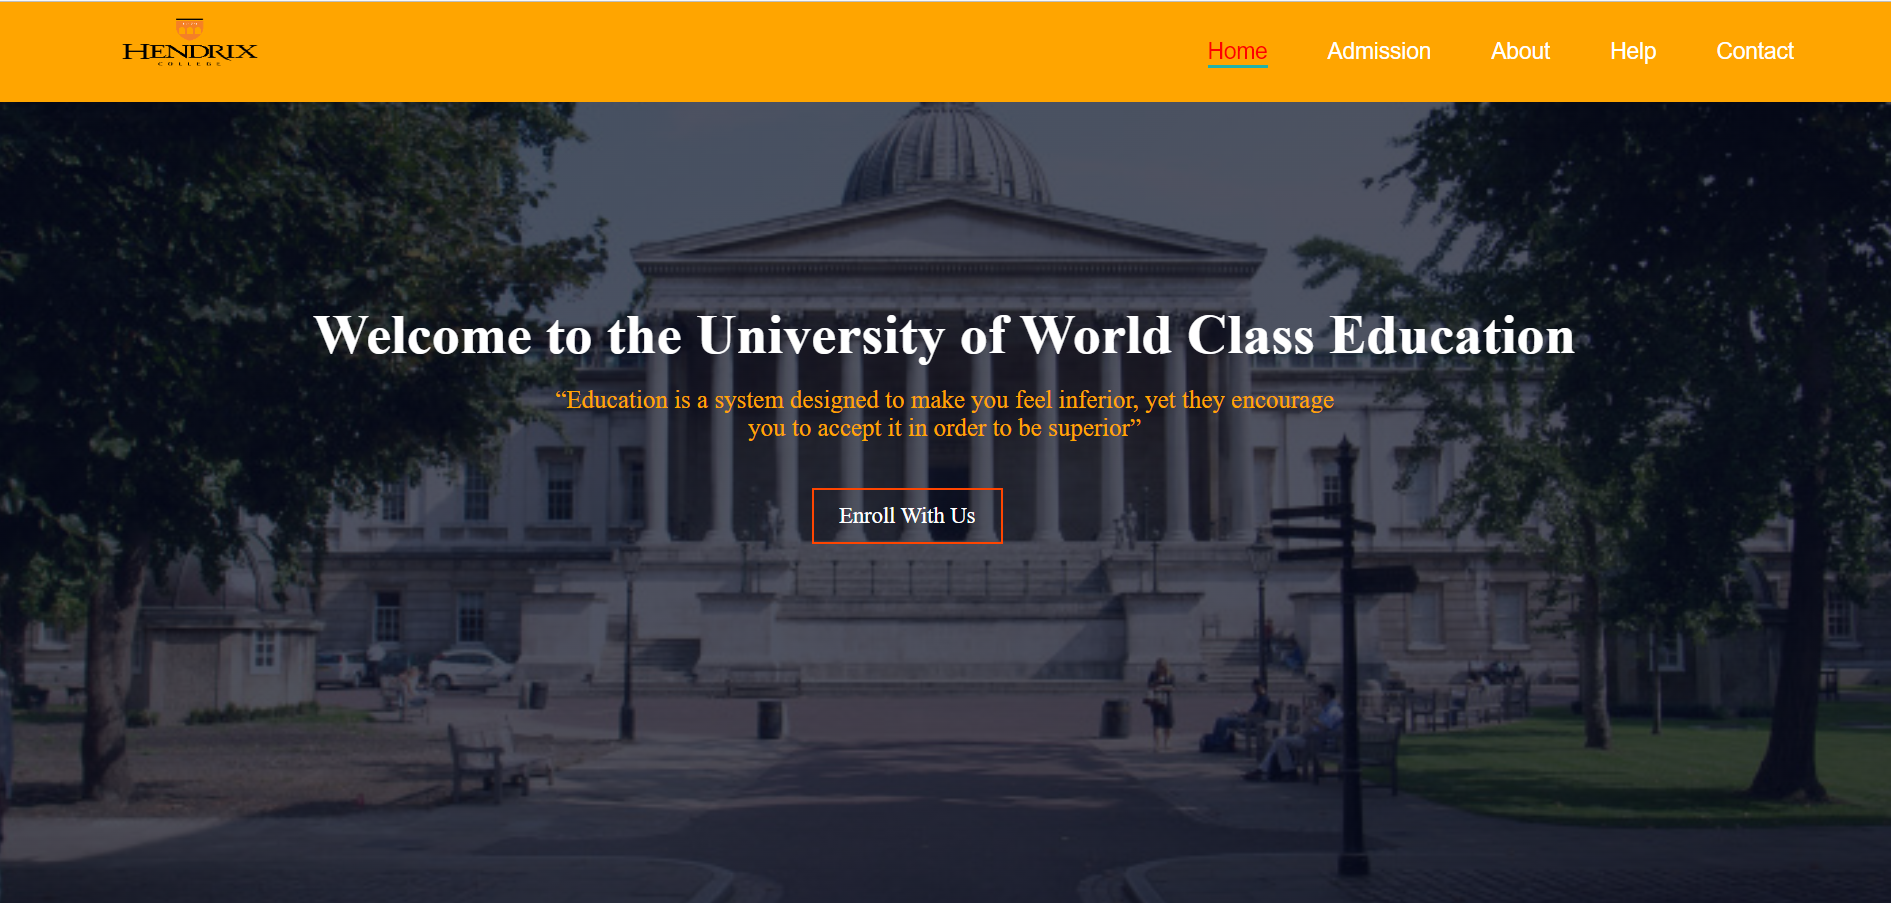 HENDRIX
COLLEGE
Home
Admission
About
Help
Contact
Welcome to the University of World Class Education
“Education is a system designed to make you feel inferior, yet they encourage
you to accept it in order to be superior”
Enroll With Us